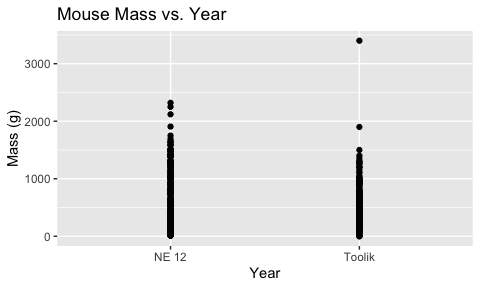 Mouse Mass vs. Year
Mass (g)
3000
2000
1000
0
NE 12
Toolik
Year